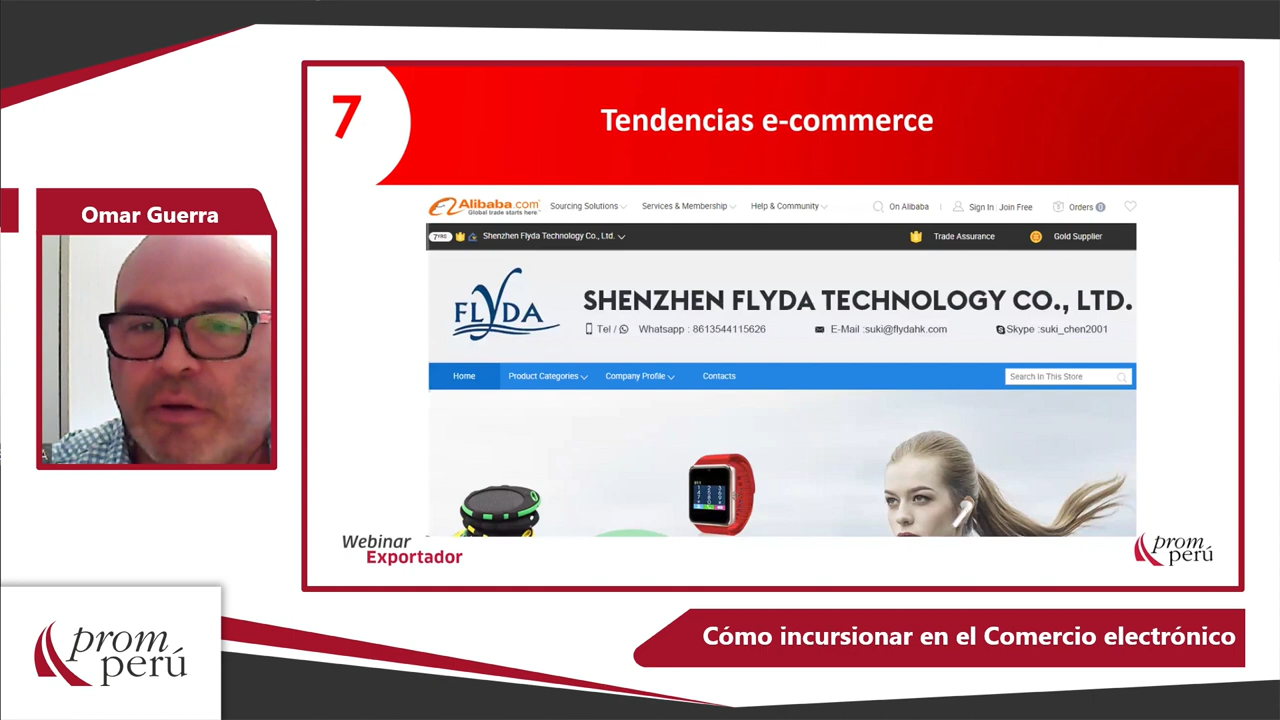 7
Tendencias e-commerce
Omar Guerra
Alibaba.com
Global trade starts here
Sourcing Solutions
Services & Membership
Help & Community
On Alibaba
Sign In
Join Free
Orders 0
7YRS
Shenzhen Flyda Technology Co., Ltd.
Trade Assurance
Gold Supplier
FLYDA
SHENZHEN FLYDA TECHNOLOGY CO., LTD.
Tel / Whatsapp : 8613544115626
E-Mail :suki@flydahk.com
Skype :suki_chen2001
Home
Product Categories
Company Profile
Contacts
Search In This Store
Webinar
Exportador
prom
perú
Cómo incursionar en el Comercio electrónico
prom
perú